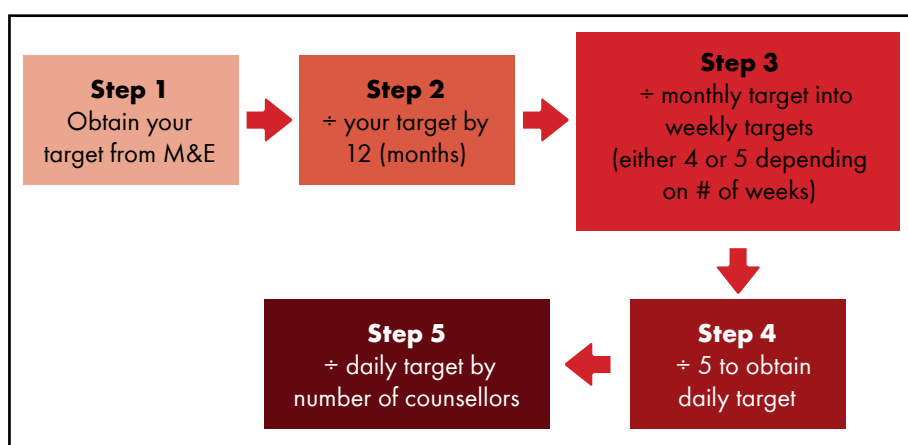 Step 1
Obtain your
target from M&E
Step 2
÷ your target by
12 (months)
Step 3
÷ monthly target into
weekly targets
(either 4 or 5 depending
on # of weeks)
Step 4
÷ 5 to obtain
daily target
Step 5
÷ daily target by
number of counsellors